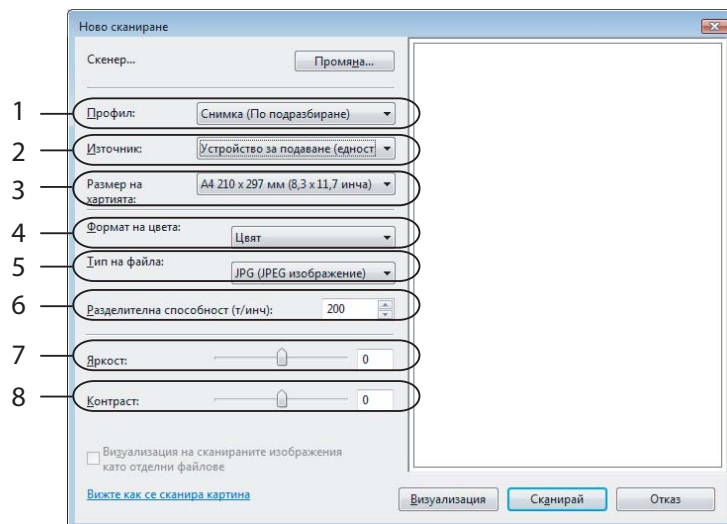 Ново сканиране
Скенер...
Промяна...
1
Профил:
Снимка (По подразбиране)
2
Източник:
Устройство за подаване (едност
3
Размер на
хартията:
A4 210 x 297 мм (8,3 x 11,7 инча)
4
Формат на цвета:
Цвят
5
Тип на файла:
JPG (JPEG изображение)
6
Разделителна способност (т/инч):
200
7
Яркост:
0
8
Контраст:
0
Визуализация на сканираните изображения
като отделни файлове
Вижте как се сканира картина
Визуализация
Сканирай
Отказ